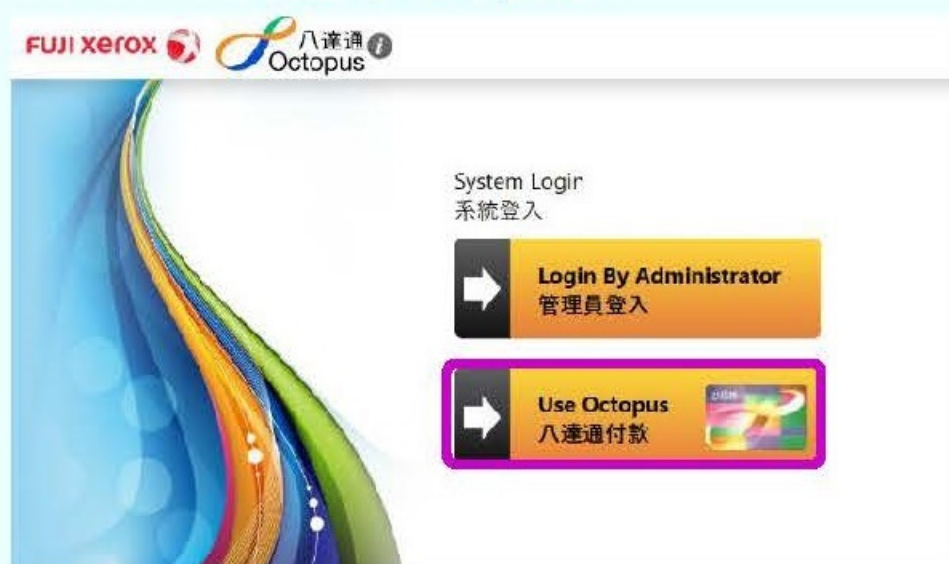 FUJI xerox
八達通
Octopus
i
System Login
系統登入
Login By Administrator
管理員登入
Use Octopus
八達通付款